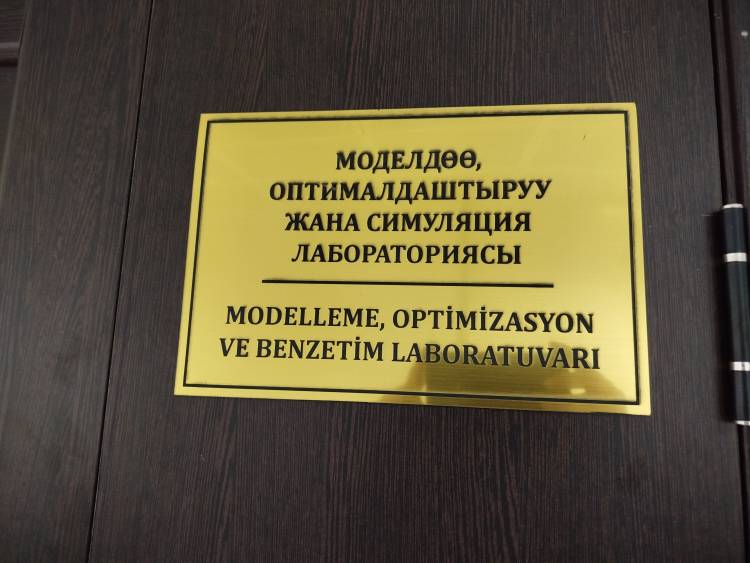 МОДЕЛДӨӨ,
ОПТИМАЛДАШТЫРУУ
ЖАНА СИМУЛЯЦИЯ
ЛАБОРАТОРИЯСЫ
MODELLEME, OPTİMİZASYON
VE BENZETİM LABORATUVARI